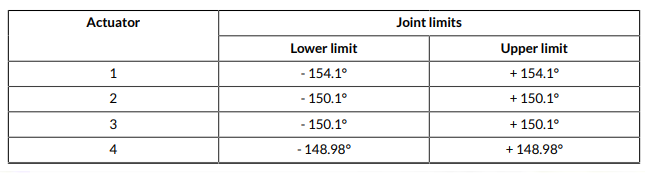 Actuator Joint limits
Lower limit Upper limit
1 - 154.1° + 154.1°
2 - 150.1° + 150.1°
3 - 150.1° + 150.1°
4 - 148.98° + 148.98°